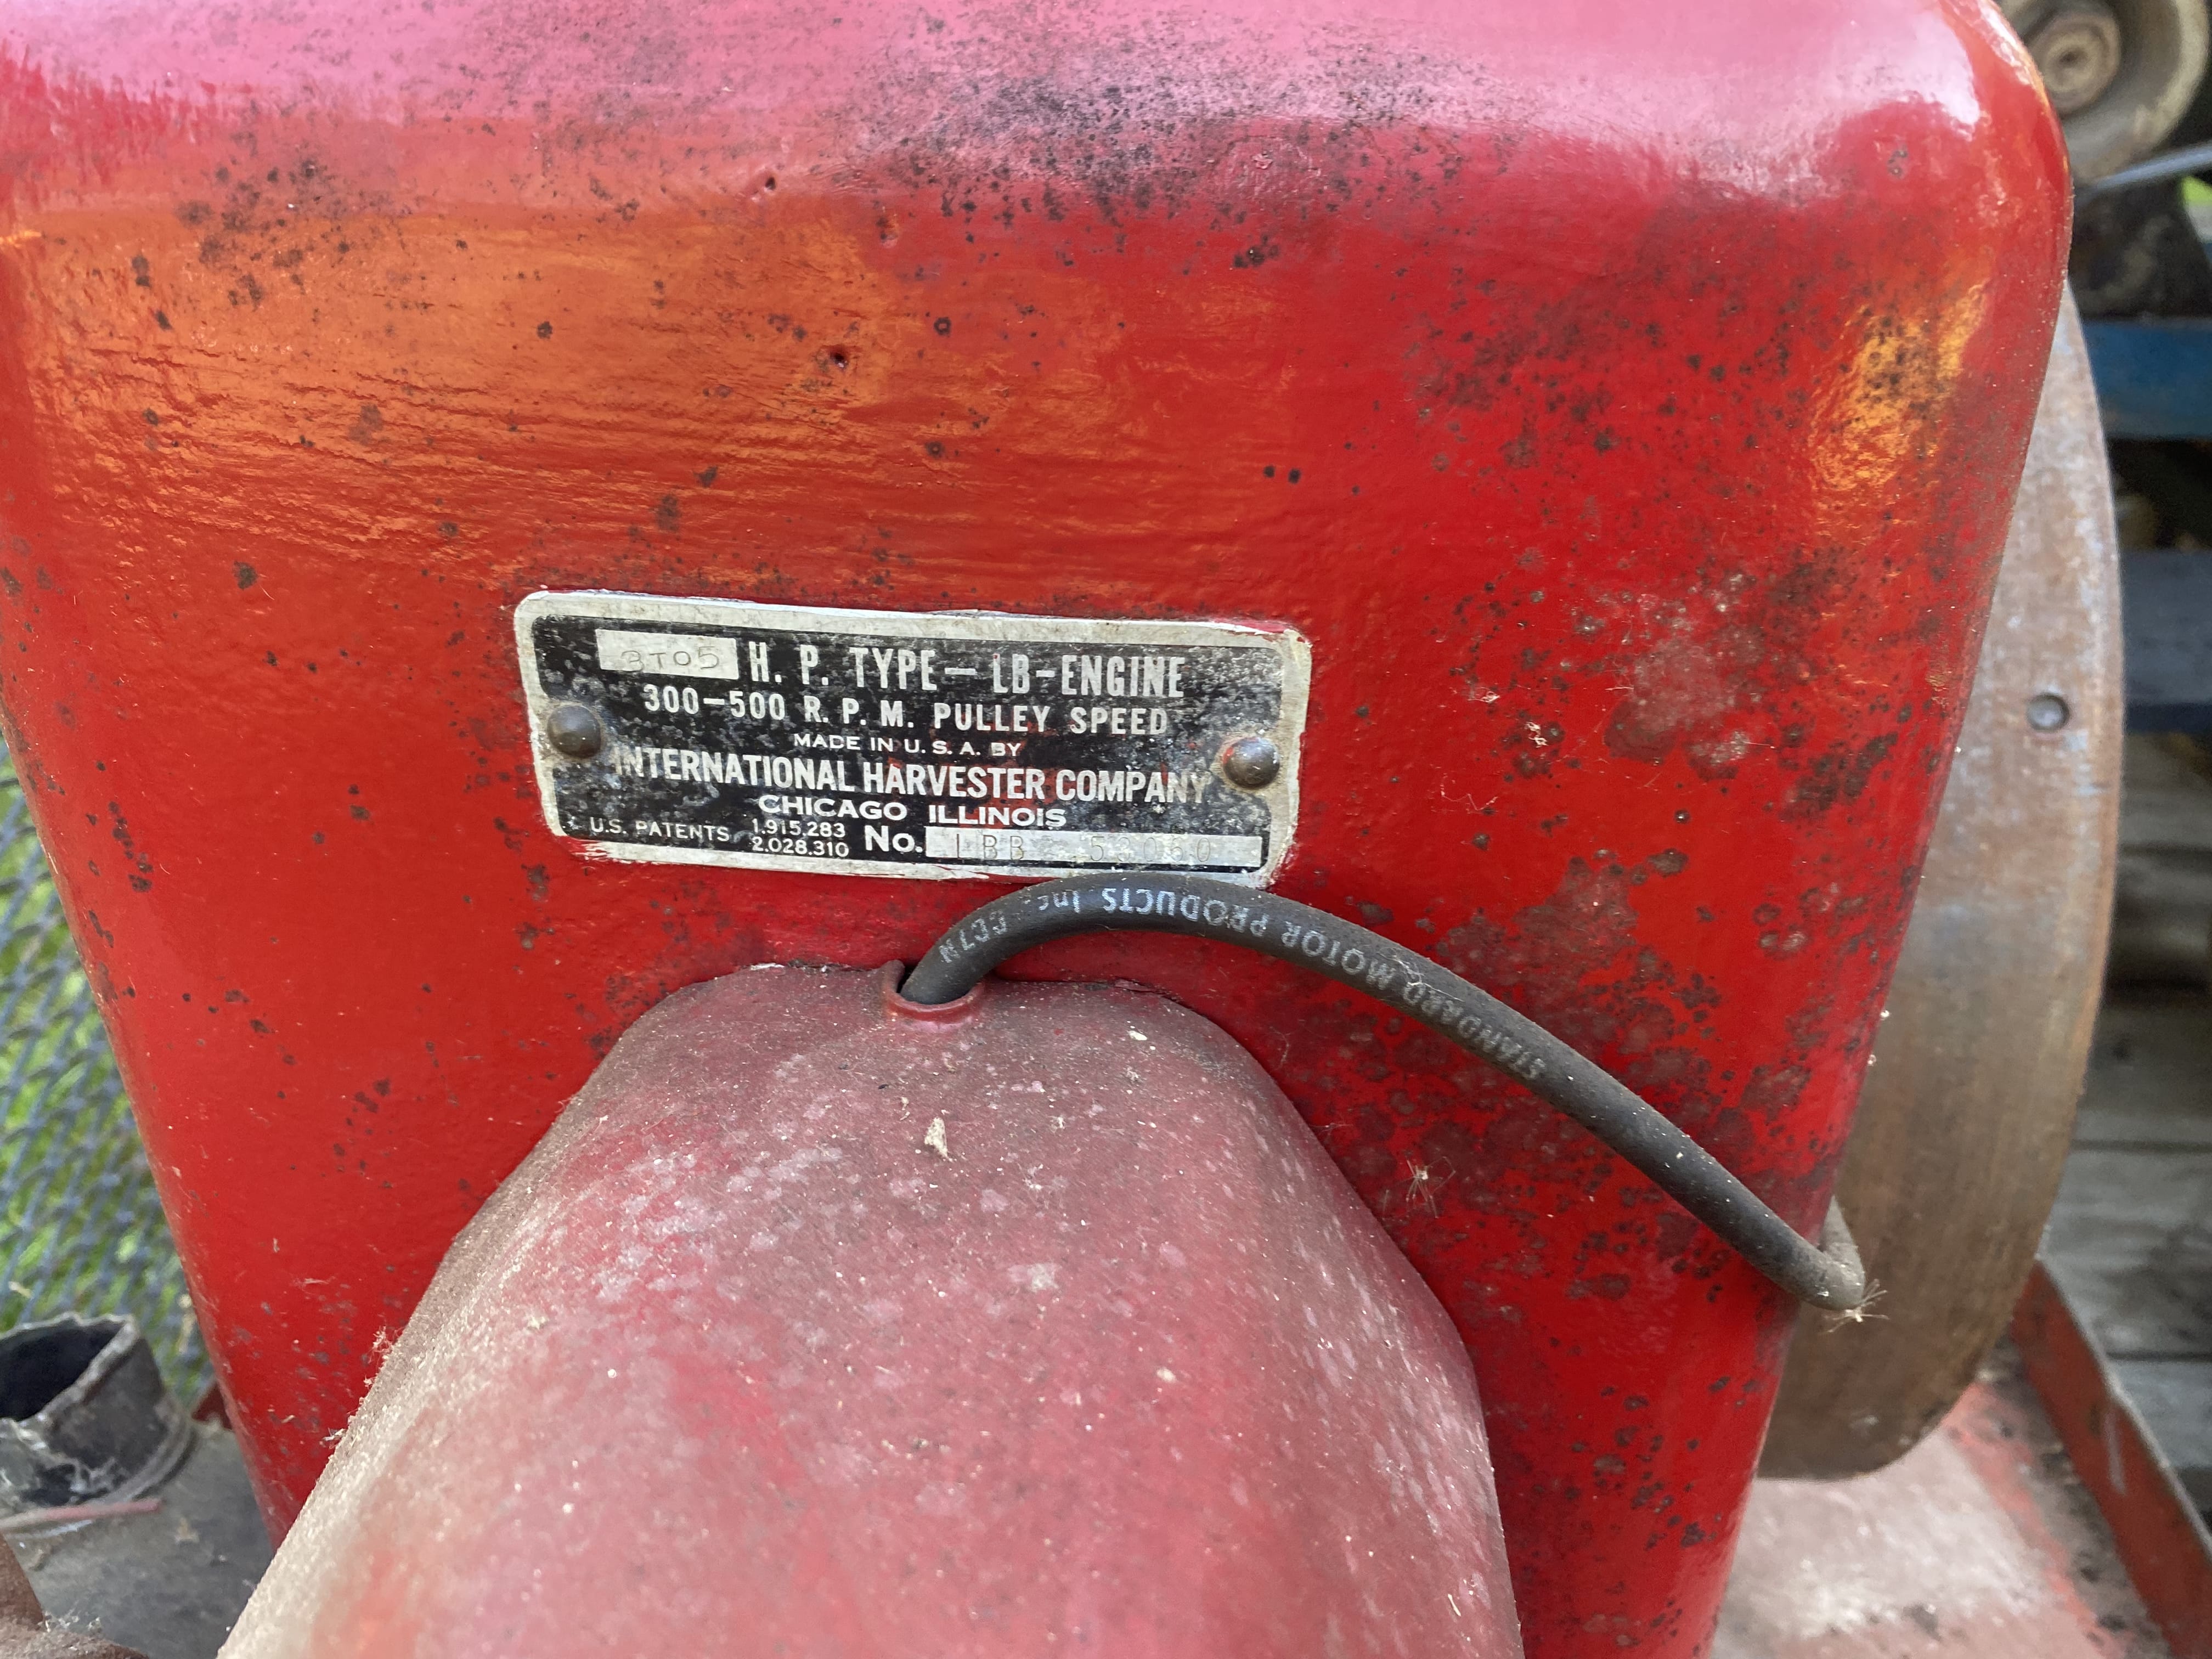 3TO5 H. P. TYPE — LB-ENGINE
300-500 R. P. M. PULLEY SPEED
MADE IN U. S. A. BY
INTERNATIONAL HARVESTER COMPANY
CHICAGO ILLINOIS
U.S. PATENTS 1,915,283
2,028,310 No. LBB
STANDARD MOTOR PRODUCTS Inc.